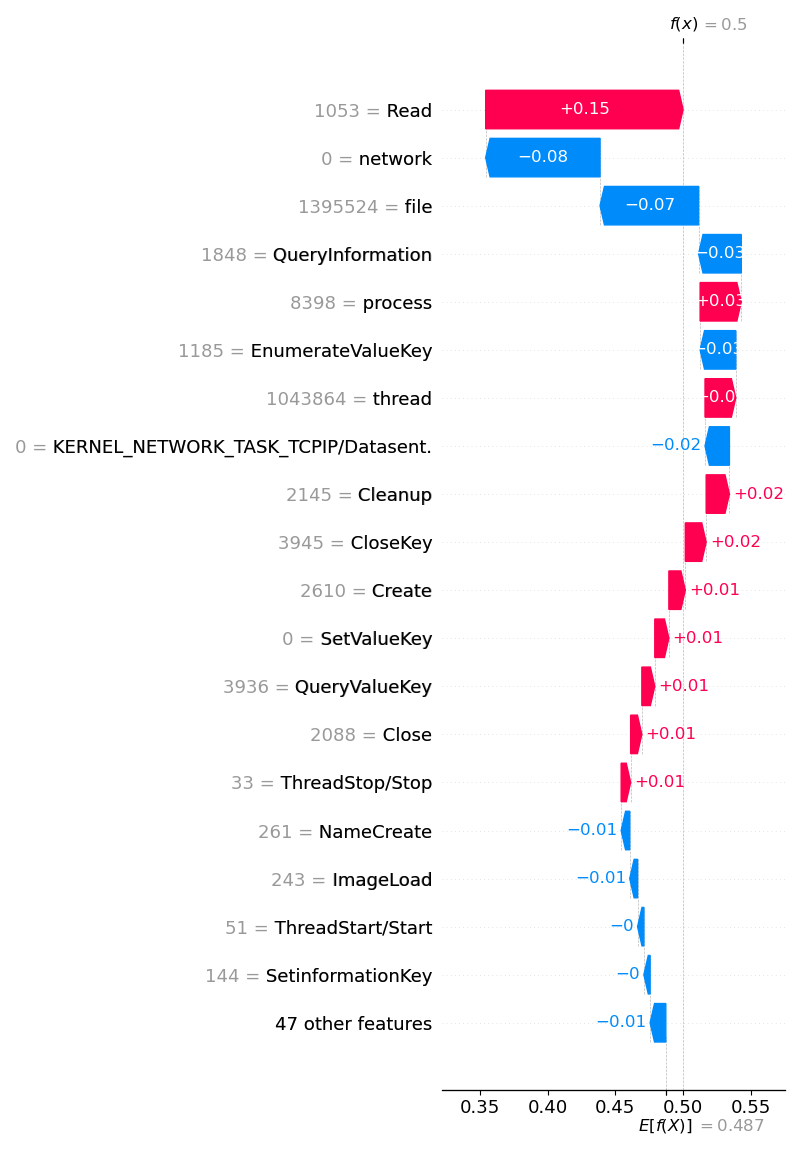 f(x) = 0.5
1053 = Read +0.15
0 = network −0.08
1395524 = file −0.07
1848 = QueryInformation −0.03
8398 = process +0.03
1185 = EnumerateValueKey −0.03
1043864 = thread
0 = KERNEL_NETWORK_TASK_TCPIP/Datasent. −0.02
2145 = Cleanup +0.02
3945 = CloseKey +0.02
2610 = Create +0.01
0 = SetValueKey +0.01
3936 = QueryValueKey +0.01
2088 = Close +0.01
33 = ThreadStop/Stop +0.01
261 = NameCreate −0.01
243 = ImageLoad −0.01
51 = ThreadStart/Start −0
144 = SetinformationKey −0
47 other features −0.01
0.35 0.40 0.45 0.50 0.55
E[f(X)] = 0.487